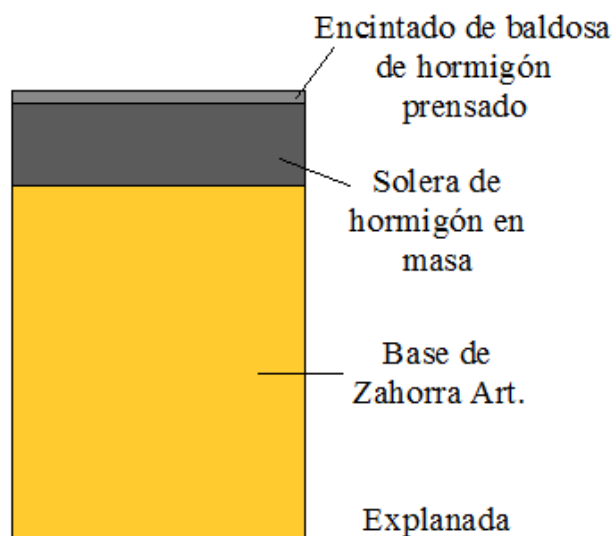 Encintado de baldosa
de hormigón
prensado
Solera de
hormigón en
masa
Base de
Zahorra Art.
Explanada